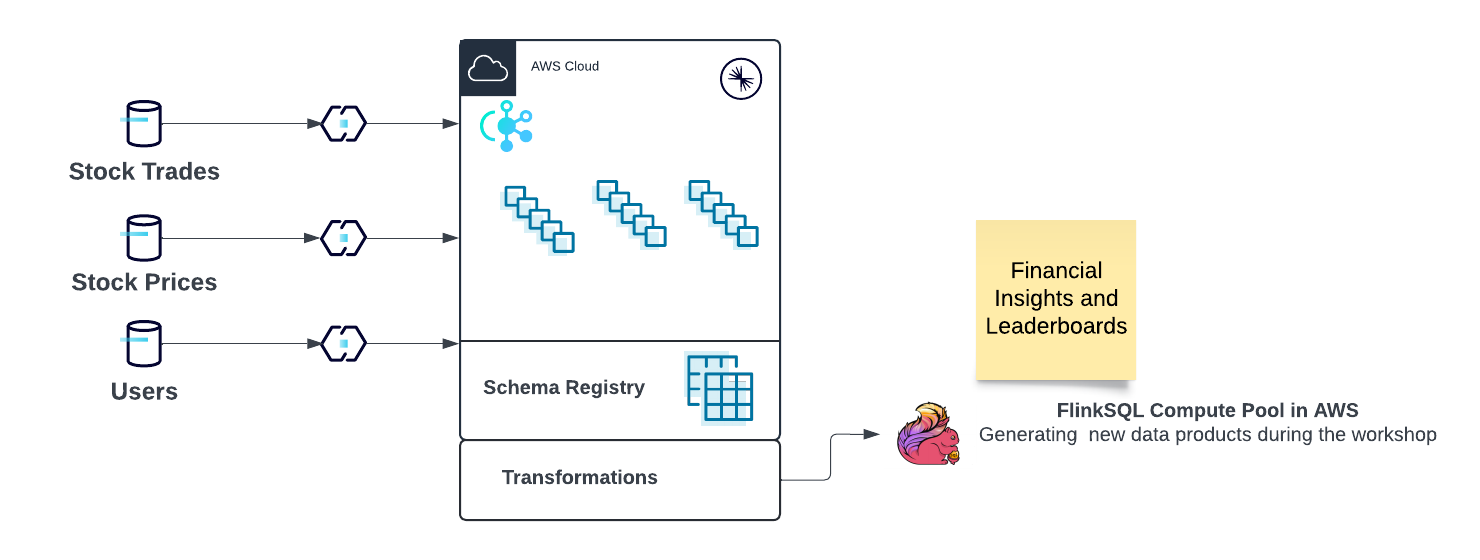 AWS Cloud
Stock Trades
Stock Prices
Users
Schema Registry
Transformations
Financial
Insights and
Leaderboards
FlinkSQL Compute Pool in AWS
Generating  new data products during the workshop